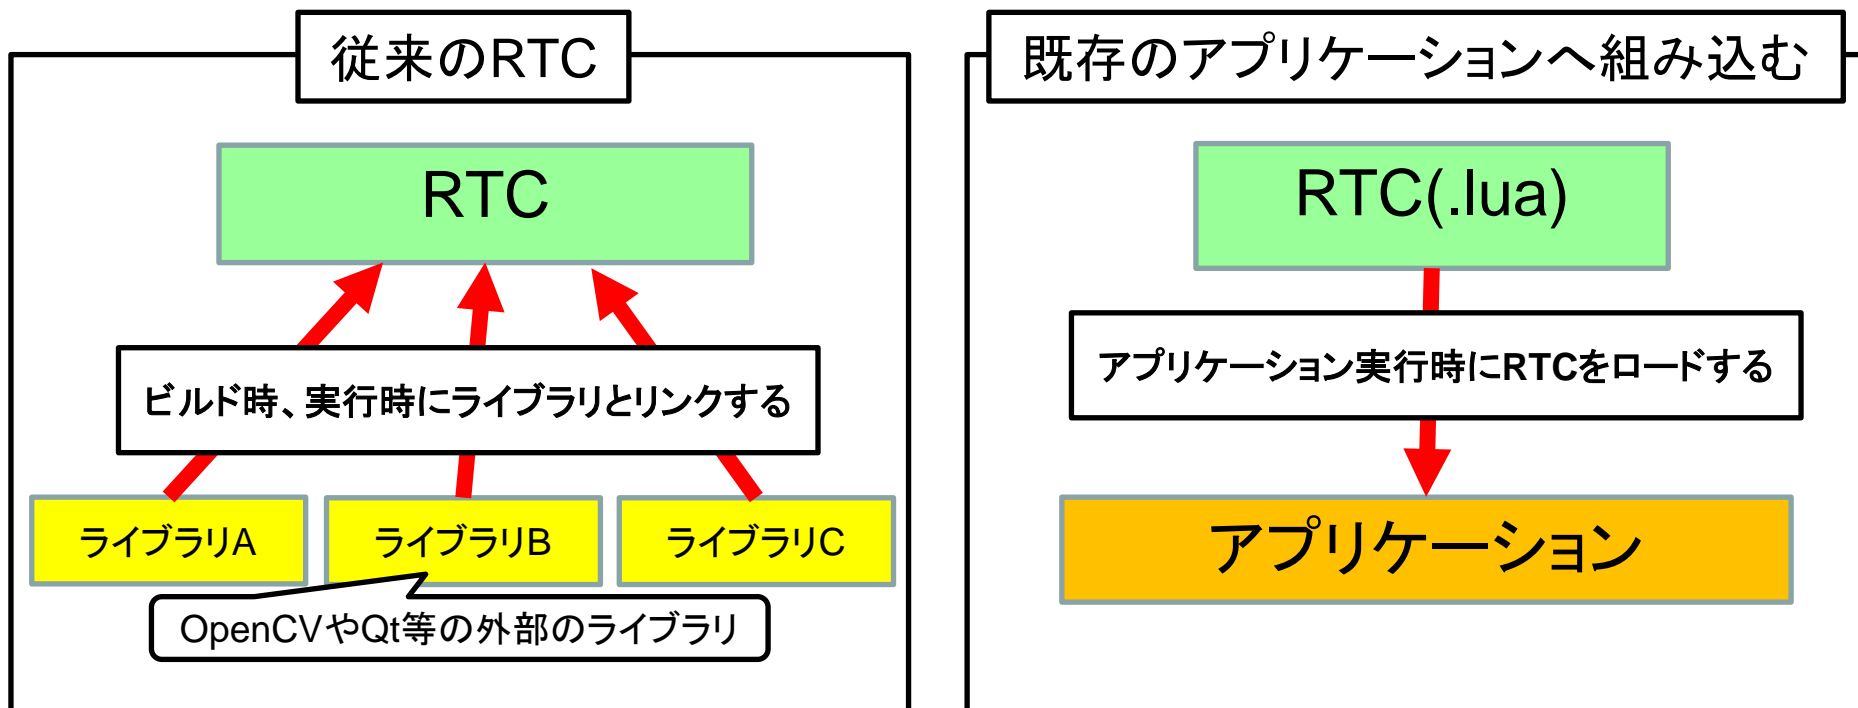 従来のRTC
RTC
ビルド時、実行時にライブラリとリンクする
ライブラリA
ライブラリB
ライブラリC
OpenCVやQt等の外部のライブラリ
既存のアプリケーションへ組み込む
RTC(.lua)
アプリケーション実行時にRTCをロードする
アプリケーション